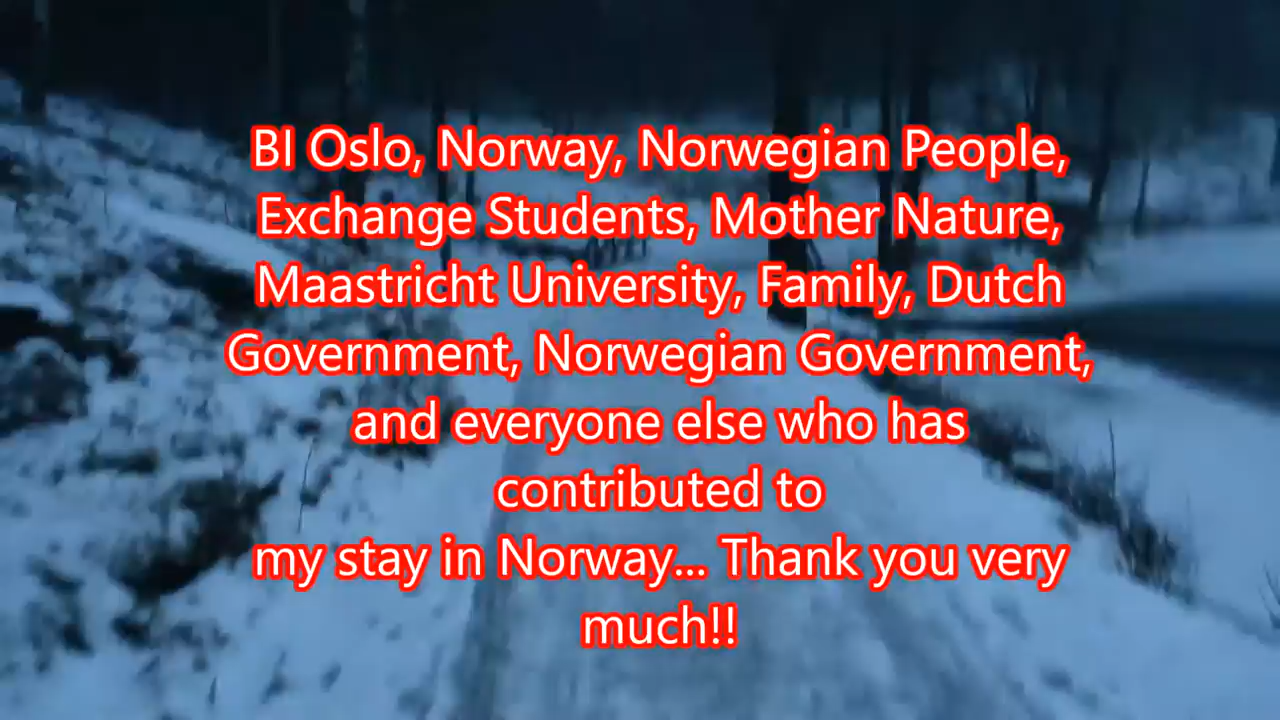 BI Oslo, Norway, Norwegian People,
Exchange Students, Mother Nature,
Maastricht University, Family, Dutch
Government, Norwegian Government,
and everyone else who has
contributed to
my stay in Norway... Thank you very
much!!